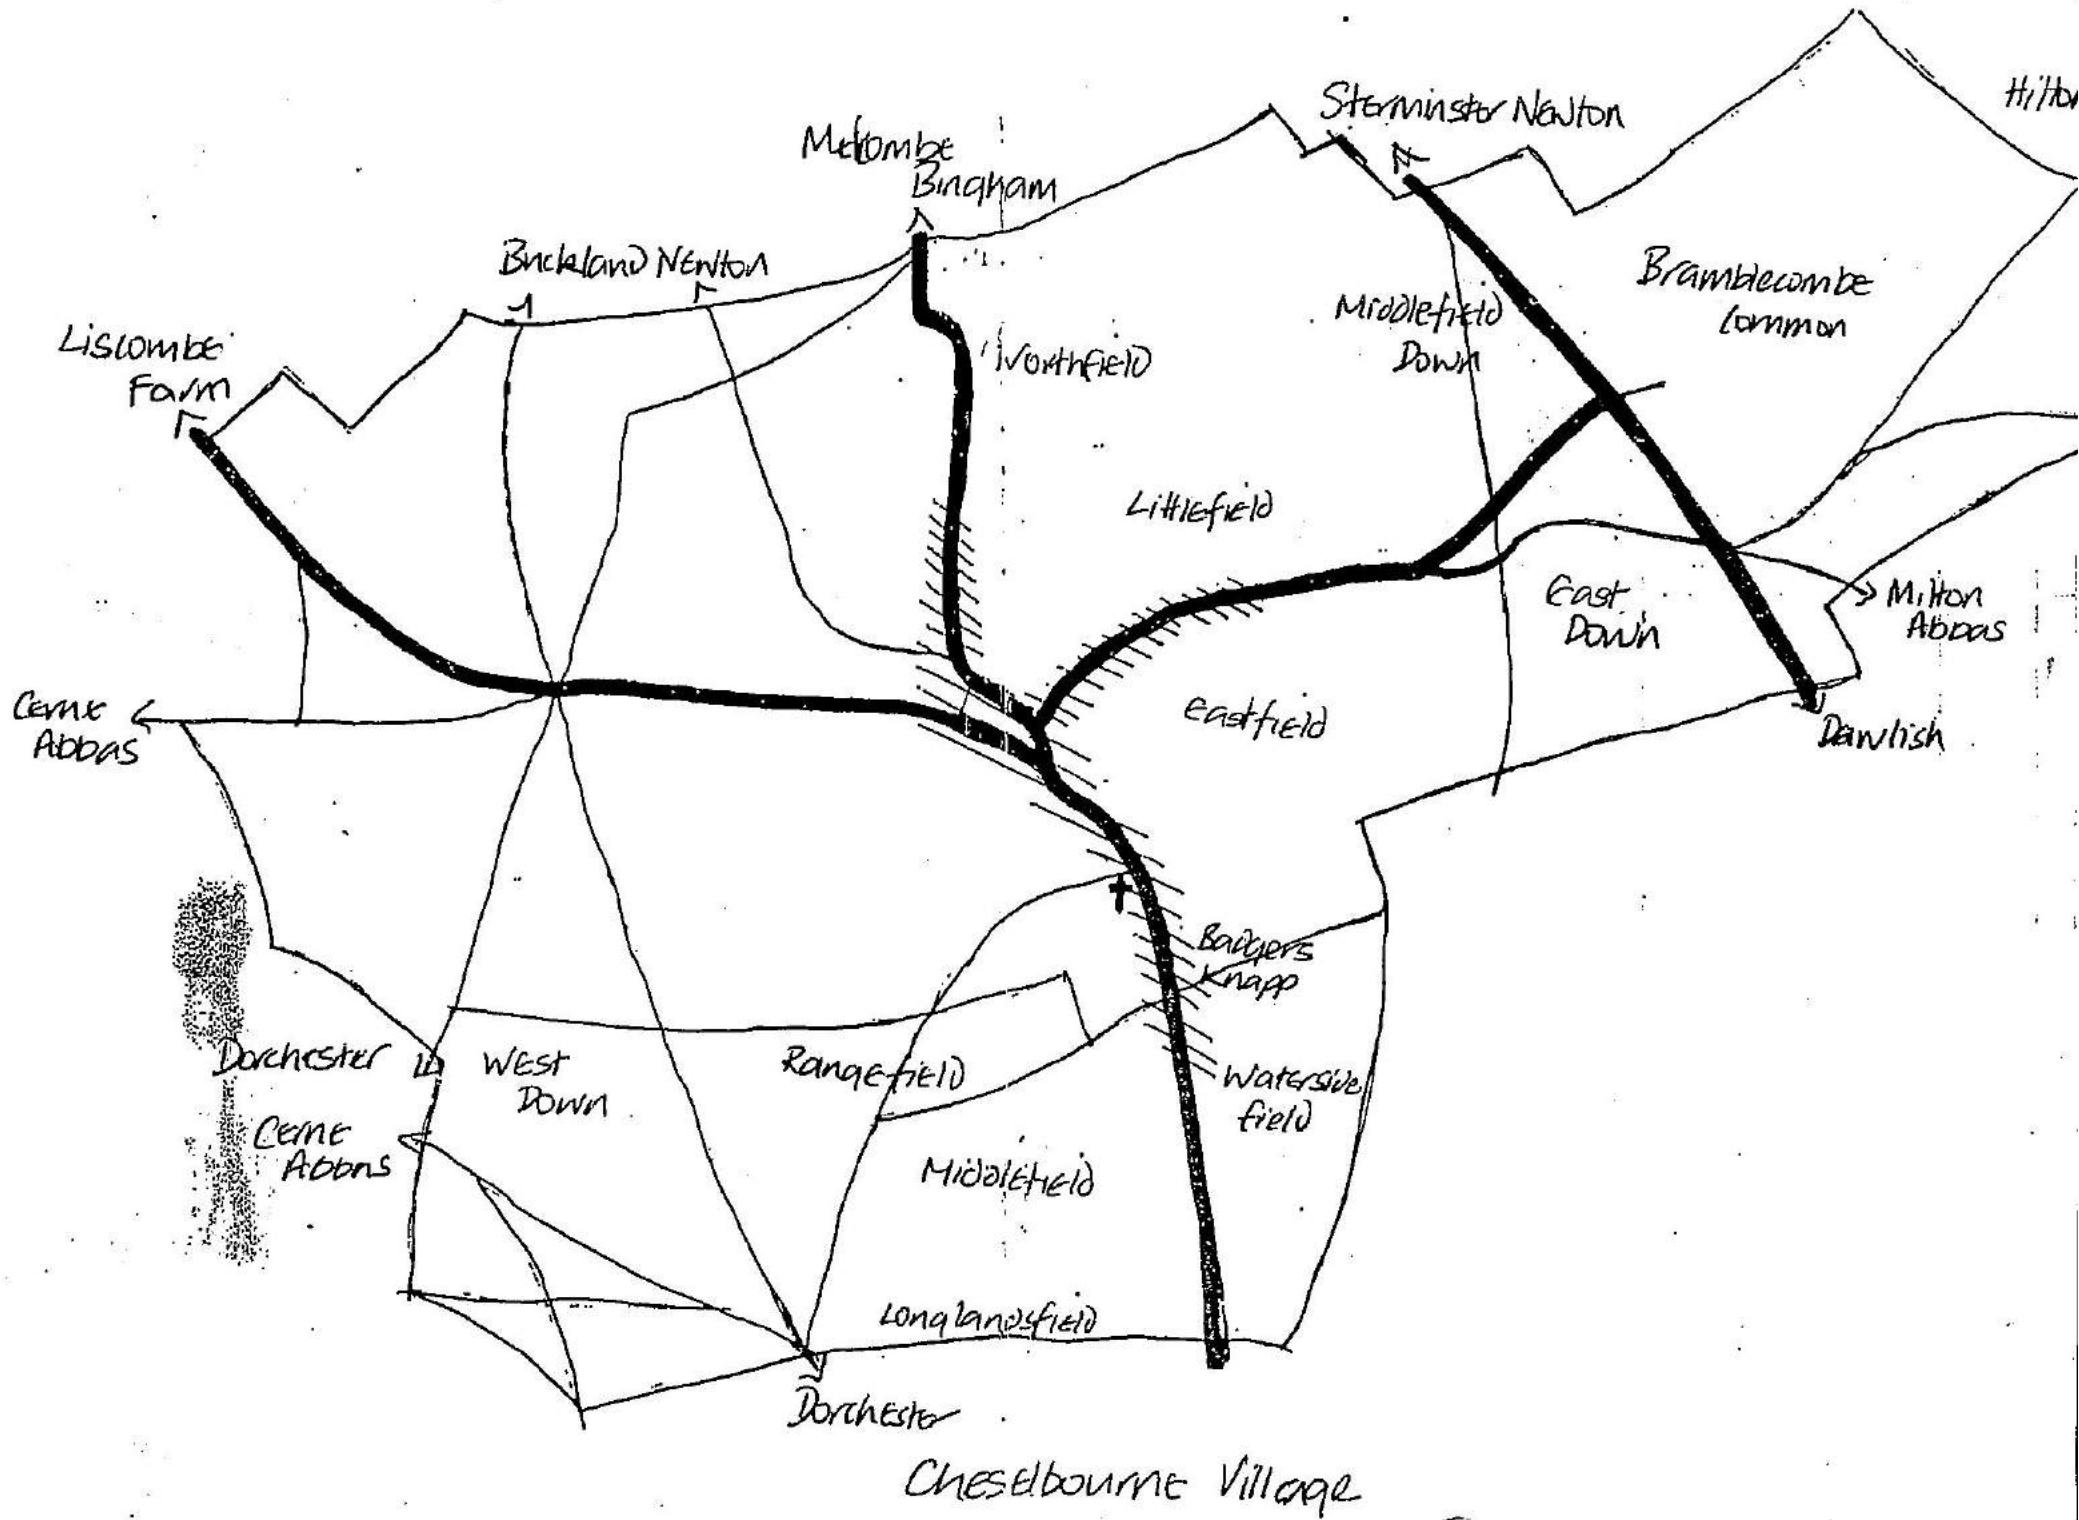 Sterminster Newton
Hilton
Melcombe
Bingham
Buckland Newton
Bramblecombe
Common
Middlefield
Down
Liscombe
Farm
Northfield
Littlefield
East
Down
Milton
Abbas
Cerne
Abbas
Eastfield
Dawlish
Badgers
Knapp
Dorchester
West
Down
Rangefield
Waterside
field
Cerne
Abbas
Middlefield
Longlandsfield
Dorchester
Cheselbourne Village